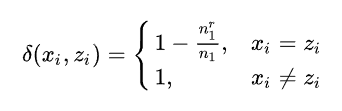 δ(x_i, z_i) = { 1 − n_1^r / n_1, x_i = z_i
1, x_i ≠ z_i